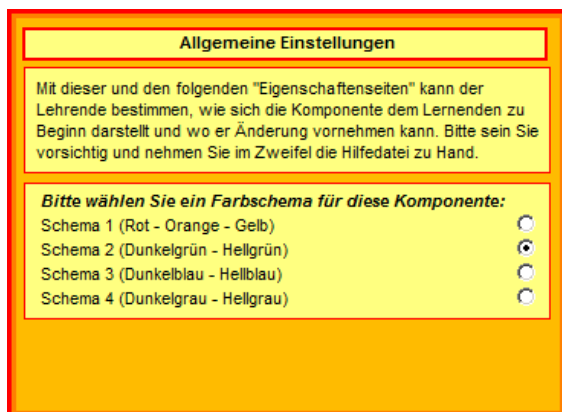 Allgemeine Einstellungen
Mit dieser und den folgenden "Eigenschaftenseiten" kann der
Lehrende bestimmen, wie sich die Komponente dem Lernenden zu
Beginn darstellt und wo er Änderung vornehmen kann. Bitte sein Sie
vorsichtig und nehmen Sie im Zweifel die Hilfedatei zu Hand.
Bitte wählen Sie ein Farbschema für diese Komponente:
Schema 1 (Rot - Orange - Gelb)
Schema 2 (Dunkelgrün - Hellgrün)
Schema 3 (Dunkelblau - Hellblau)
Schema 4 (Dunkelgrau - Hellgrau)